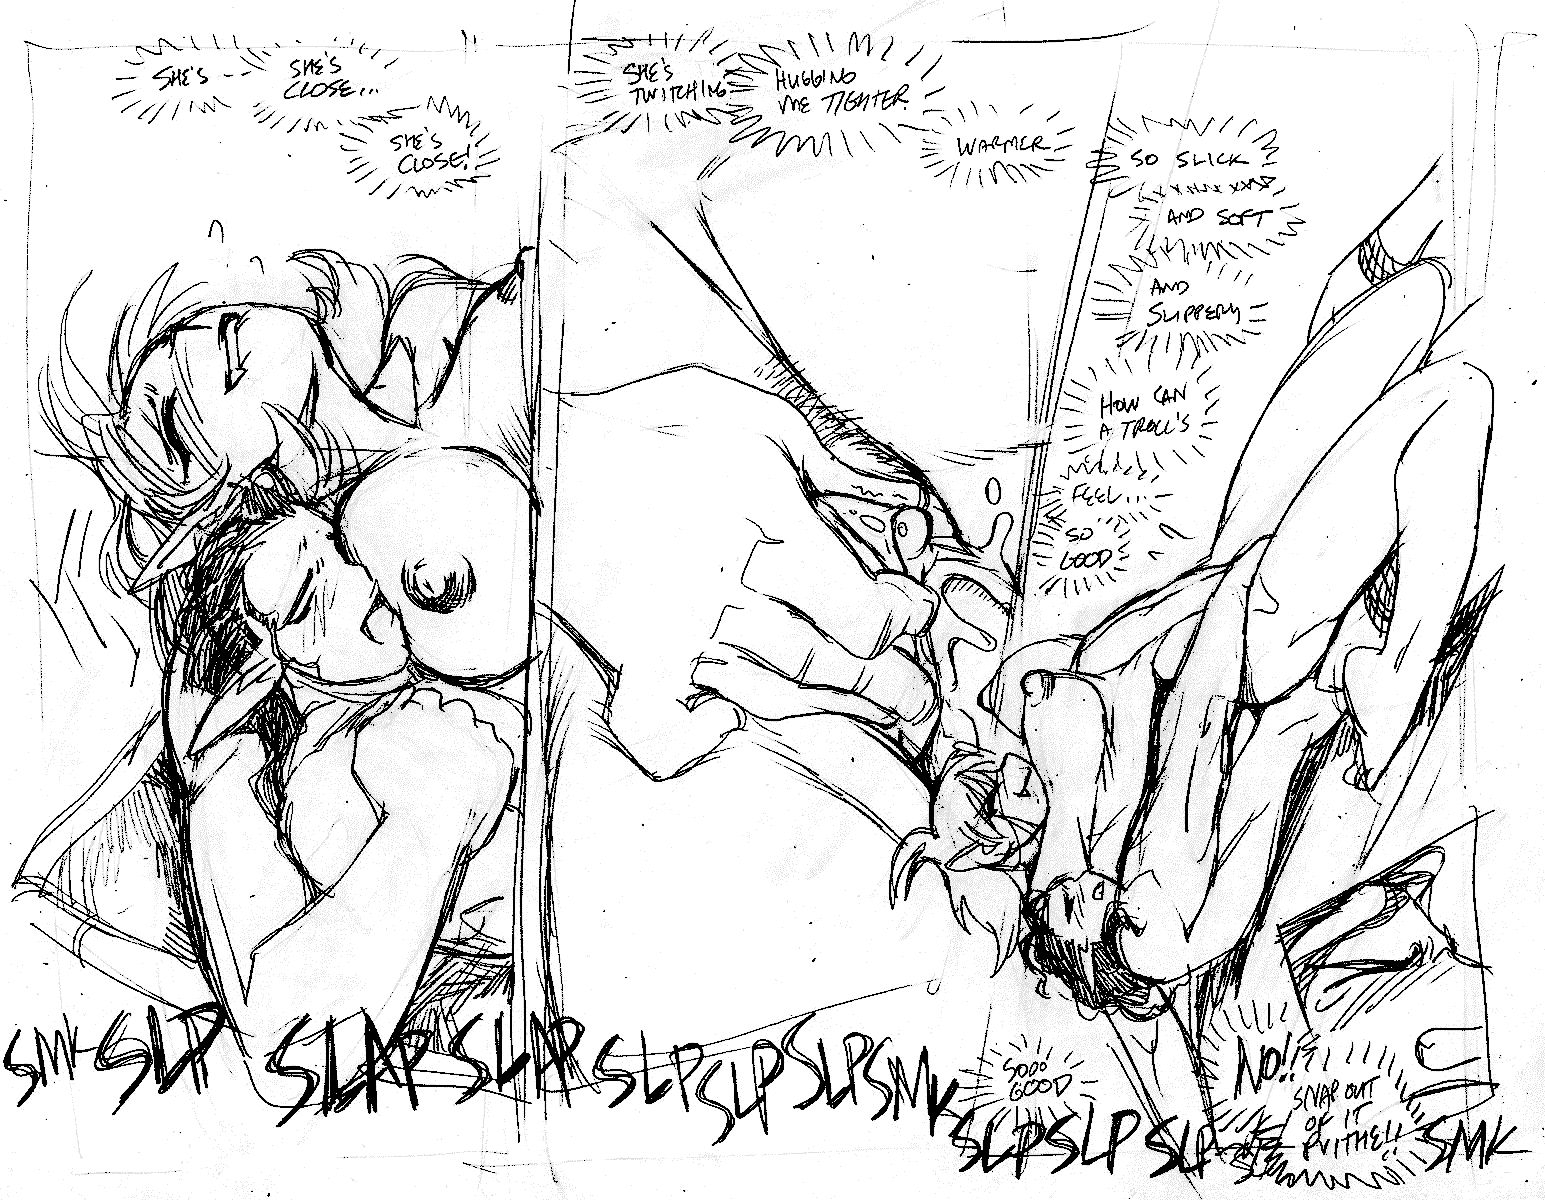 SHE'S --
SHE'S
CLOSE...
SHE'S
CLOSE!
SHE'S
TWITCHING
HUGGING
ME TIGHTER.
WARMER
SO SLICK
AND SOFT
AND
SLIPPERY
HOW CAN
A TROLL'S
FEEL...
SO
GOOD
SMK SLP SLAP SLAP SLP SLP SLP SMK
SOOO
GOOD
SLP SLP SLP
NO!!
SNAP OUT
OF IT
PVITHE!!
SMK